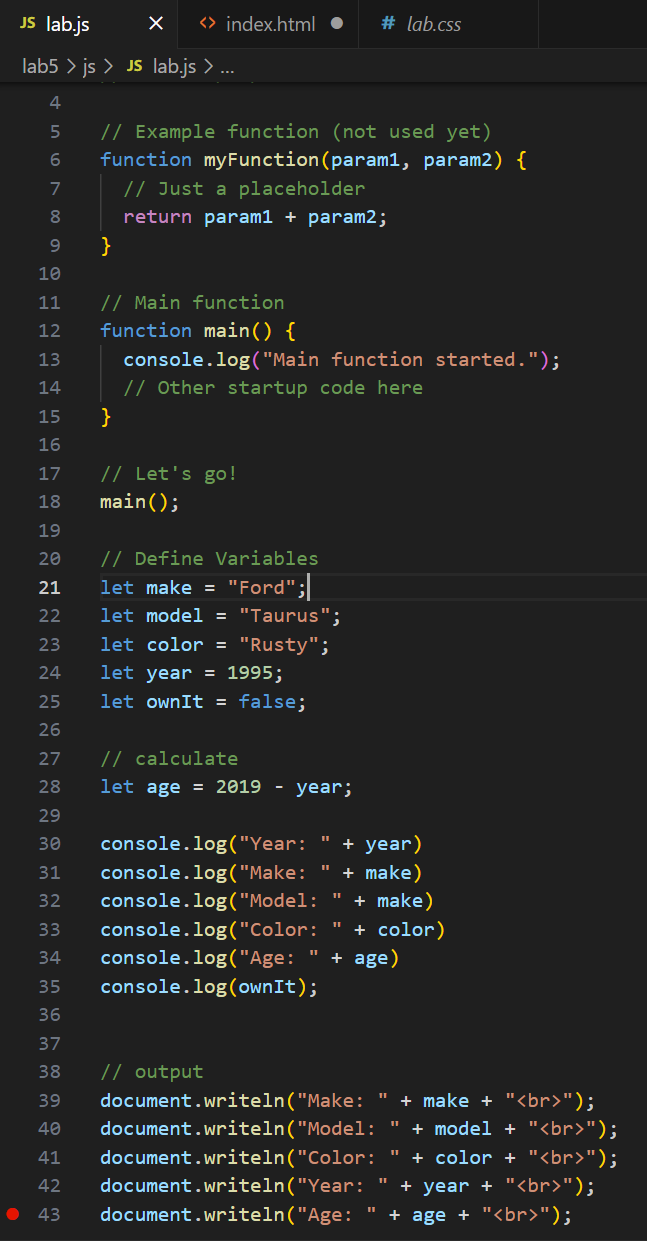 JS lab.js × <> index.html ● # lab.css
lab5 > js > JS lab.js > ...
4
5 // Example function (not used yet)
6 function myFunction(param1, param2) {
7   // Just a placeholder
8   return param1 + param2;
9 }
10
11 // Main function
12 function main() {
13   console.log("Main function started.");
14   // Other startup code here
15 }
16
17 // Let's go!
18 main();
19
20 // Define Variables
21 let make = "Ford";
22 let model = "Taurus";
23 let color = "Rusty";
24 let year = 1995;
25 let ownIt = false;
26
27 // calculate
28 let age = 2019 - year;
29
30 console.log("Year: " + year)
31 console.log("Make: " + make)
32 console.log("Model: " + make)
33 console.log("Color: " + color)
34 console.log("Age: " + age)
35 console.log(ownIt);
36
37
38 // output
39 document.writeln("Make: " + make + "<br>");
40 document.writeln("Model: " + model + "<br>");
41 document.writeln("Color: " + color + "<br>");
42 document.writeln("Year: " + year + "<br>");
43 document.writeln("Age: " + age + "<br>");